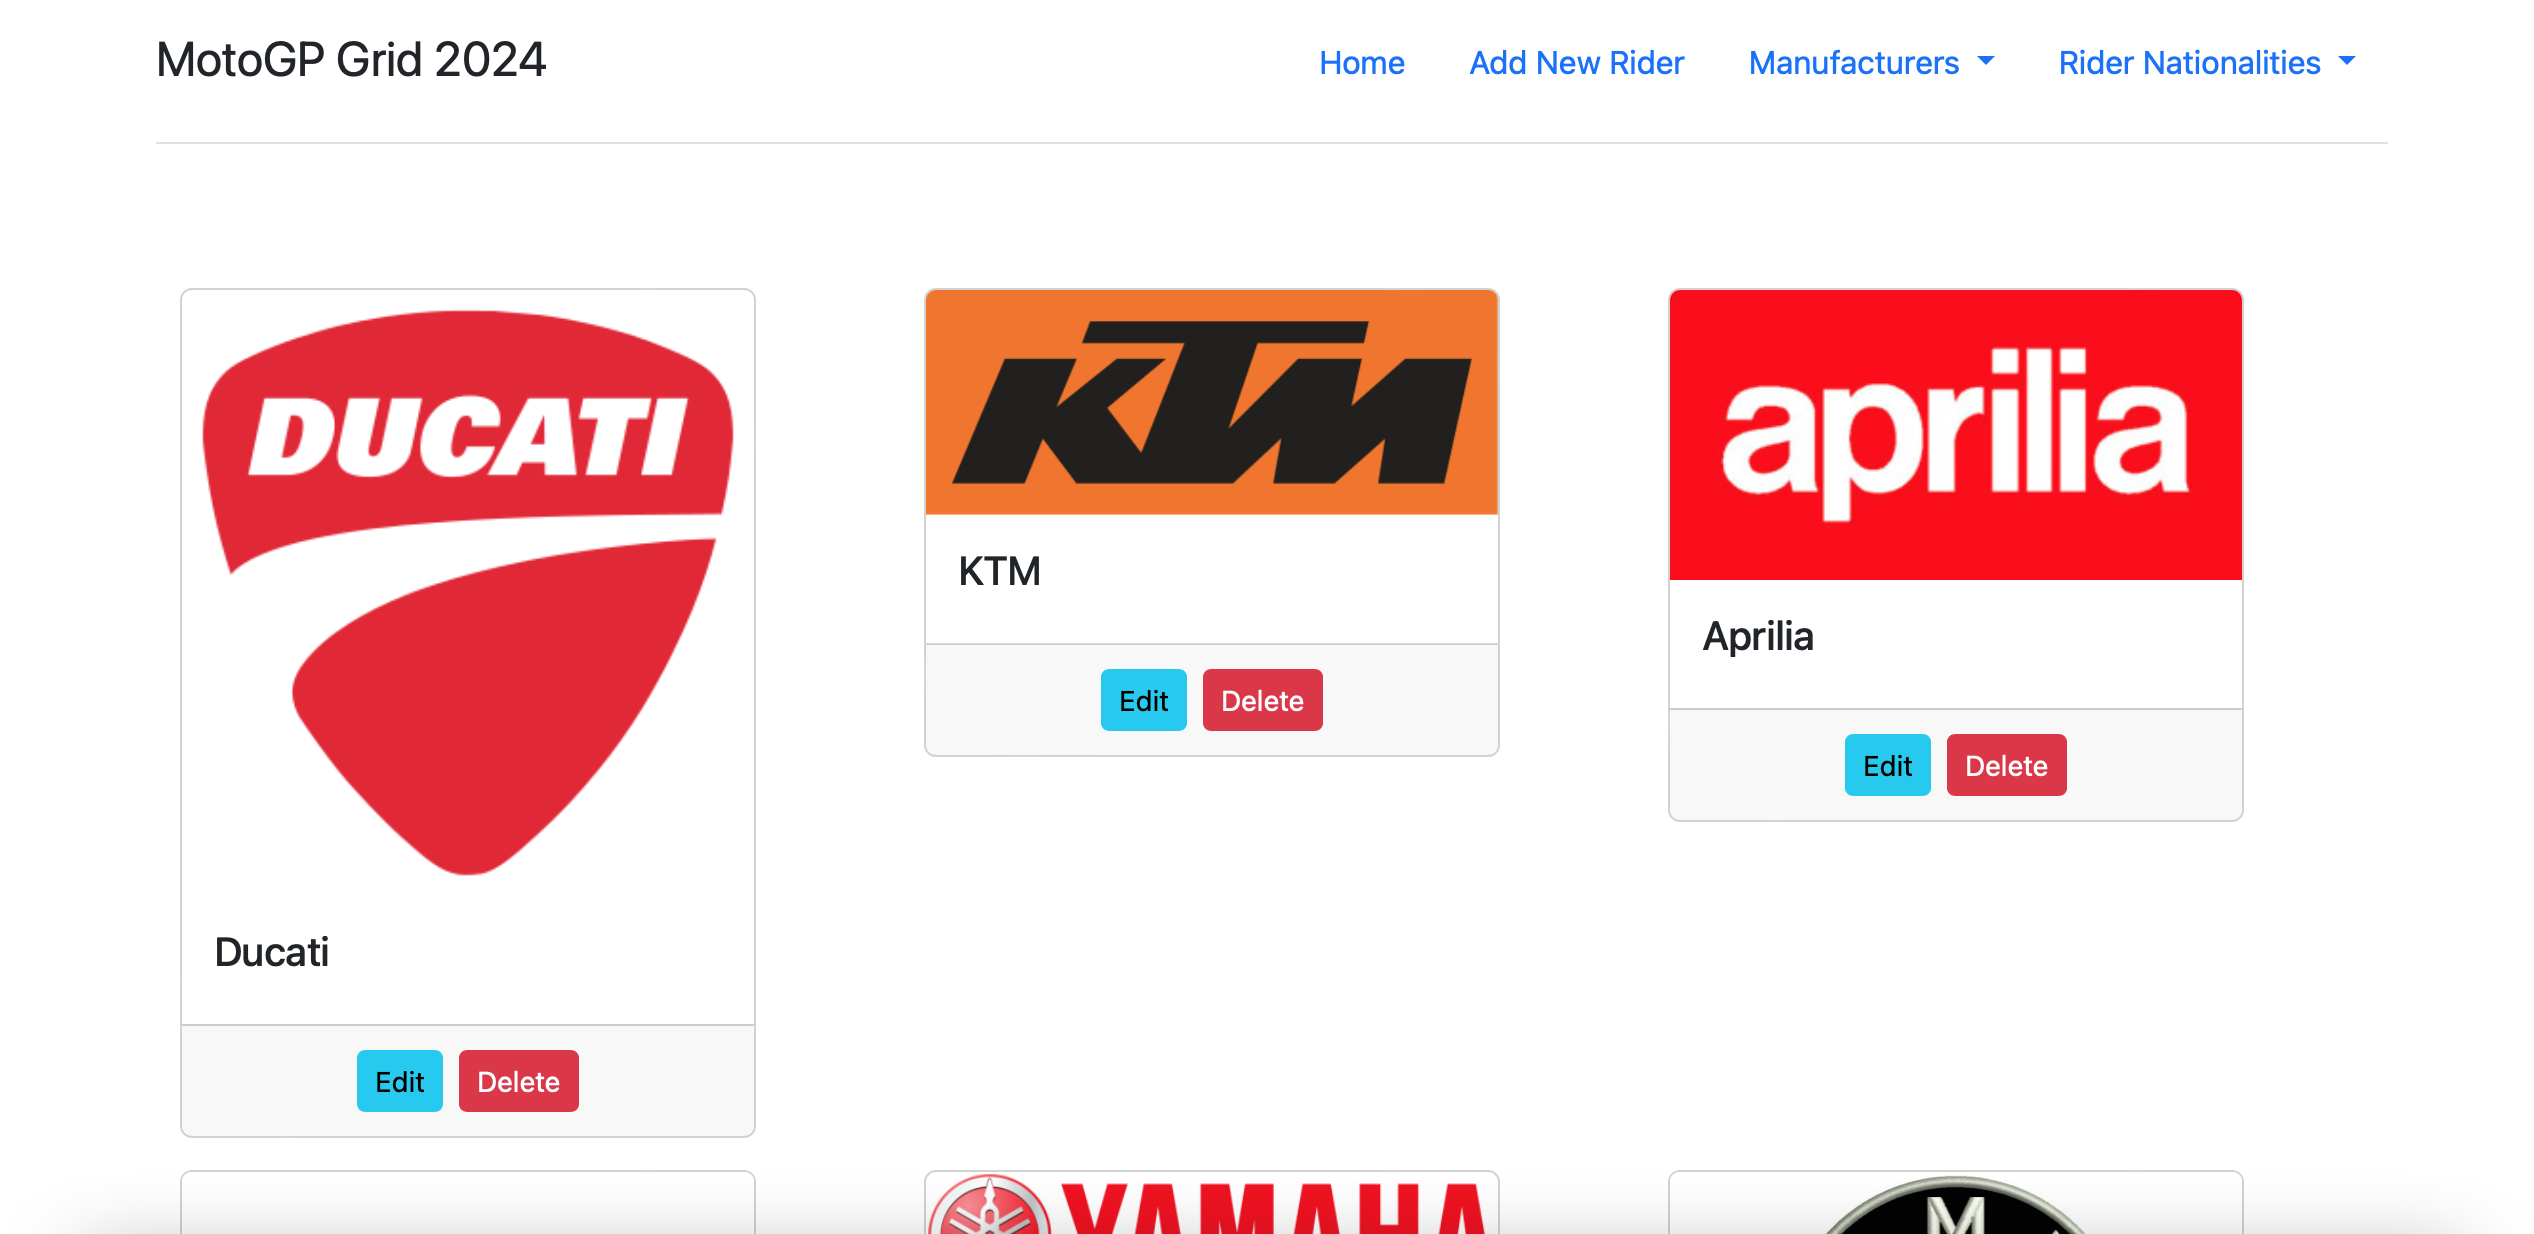 MotoGP Grid 2024
Home Add New Rider Manufacturers Rider Nationalities
DUCATI
Ducati
Edit Delete
KTM
KTM
Edit Delete
aprilia
Aprilia
Edit Delete
YAMAHA
M